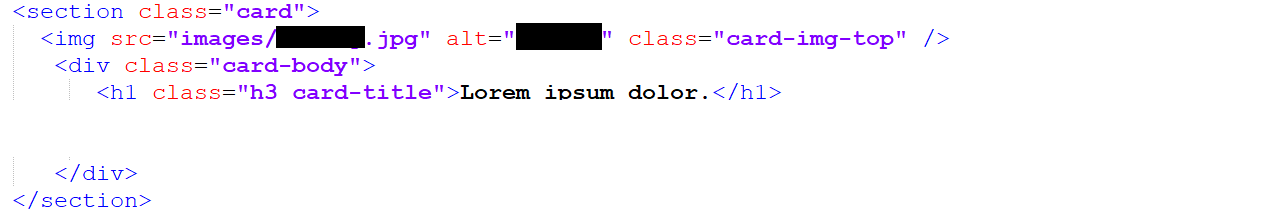 <section class="card">
<img src="images/.jpg" alt="" class="card-img-top" />
<div class="card-body">
<h1 class="h3 card-title">Lorem ipsum dolor.</h1>
</div>
</section>